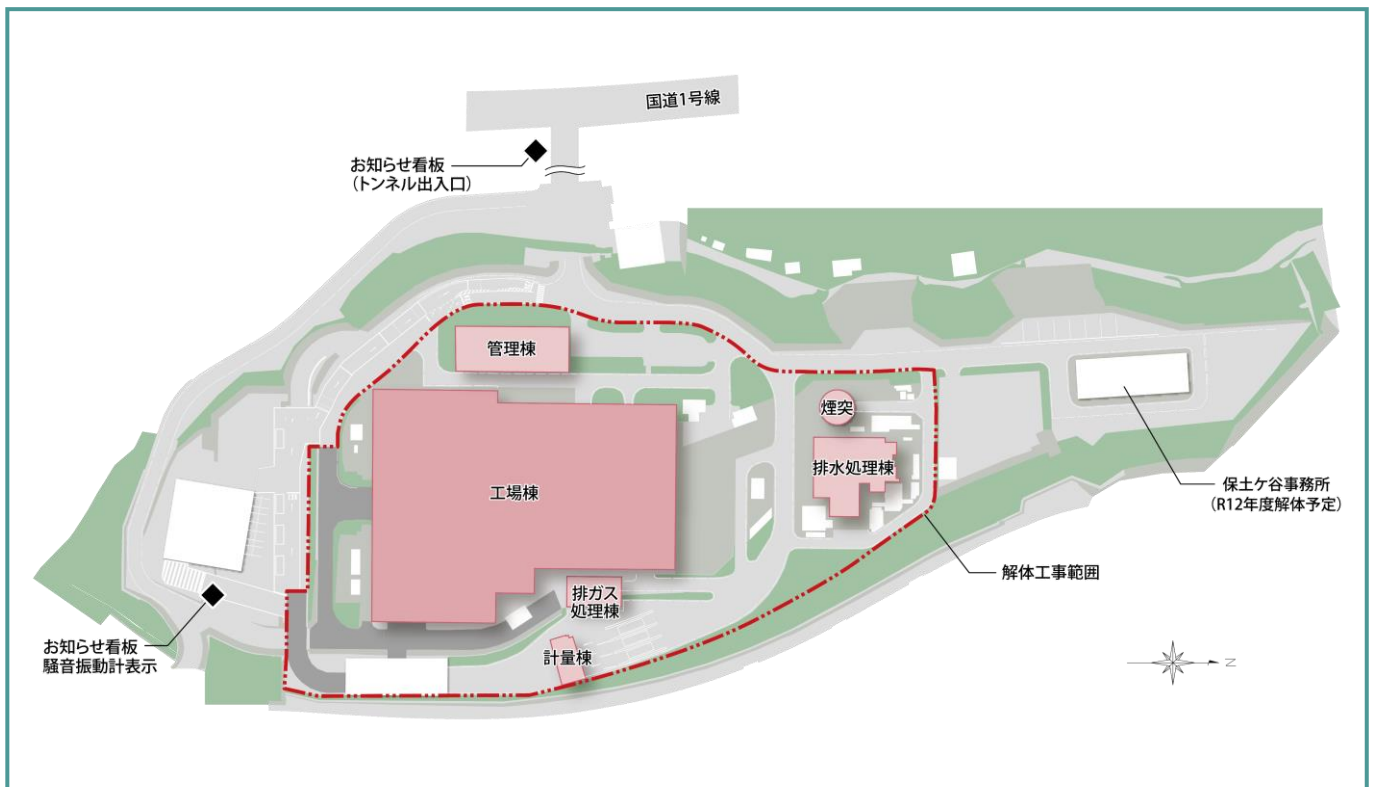 国道1号線
お知らせ看板
(トンネル出入口)
管理棟
煙突
排水処理棟
工場棟
保土ケ谷事務所
(R12年度解体予定)
解体工事範囲
排ガス
処理棟
計量棟
お知らせ看板
騒音振動計表示
N